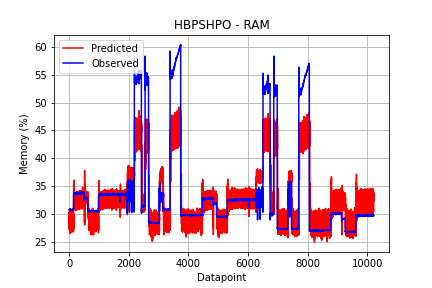 HBPSHPO - RAM
Predicted
Observed
Memory (%)
60
55
50
45
40
35
30
25
0
2000
4000
6000
8000
10000
Datapoint